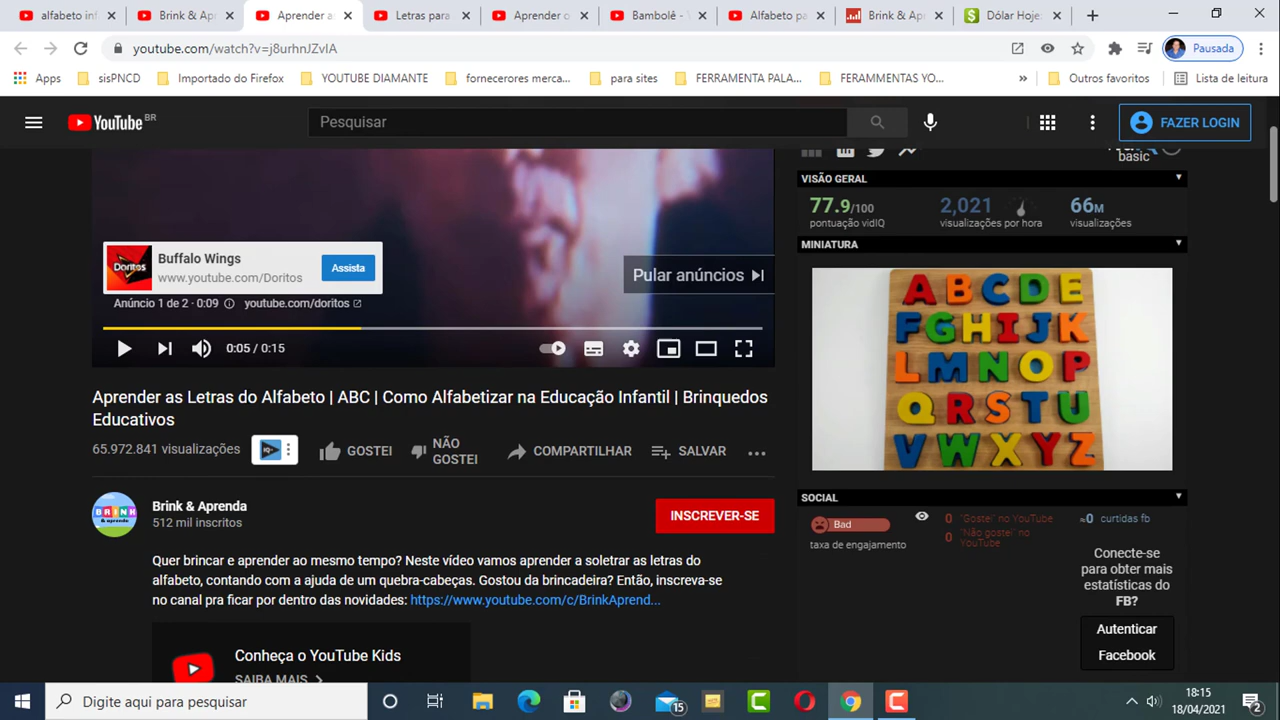 alfabeto inf
Brink & Apr
Aprender a
Letras para
Aprender o
Bambolê - V
Alfabeto pa
Brink & Apr
Dólar Hoje:
youtube.com/watch?v=j8urhnJZvIA
Pausada
Apps
sisPNCD
Importado do Firefox
YOUTUBE DIAMANTE
fornecerores merca...
para sites
FERRAMENTA PALA...
FERAMMENTAS YO...
Outros favoritos
Lista de leitura
YouTube BR
Pesquisar
FAZER LOGIN
basic
VISÃO GERAL
77.9/100
pontuação vidIQ
2,021
visualizações por hora
66M
visualizações
MINIATURA
A B C D E
F G H I J K
L M N O P
Q R S T U
V W X Y Z
Doritos
Buffalo Wings
www.youtube.com/Doritos
Assista
Pular anúncios
Anúncio 1 de 2 · 0:09
youtube.com/doritos
0:05 / 0:15
Aprender as Letras do Alfabeto | ABC | Como Alfabetizar na Educação Infantil | Brinquedos
Educativos
65.972.841 visualizações
GOSTEI
NÃO
GOSTEI
COMPARTILHAR
SALVAR
BRINK
& aprenda
Brink & Aprenda
512 mil inscritos
INSCREVER-SE
Quer brincar e aprender ao mesmo tempo? Neste vídeo vamos aprender a soletrar as letras do
alfabeto, contando com a ajuda de um quebra-cabeças. Gostou da brincadeira? Então, inscreva-se
no canal pra ficar por dentro das novidades: https://www.youtube.com/c/BrinkAprend...
Conheça o YouTube Kids
SAIBA MAIS
SOCIAL
Bad
taxa de engajamento
0 "Gostei" no YouTube
0 "Não gostei" no
YouTube
≈0 curtidas fb
Conecte-se
para obter mais
estatísticas do
FB?
Autenticar
Facebook
Digite aqui para pesquisar
15
18:15
18/04/2021
2